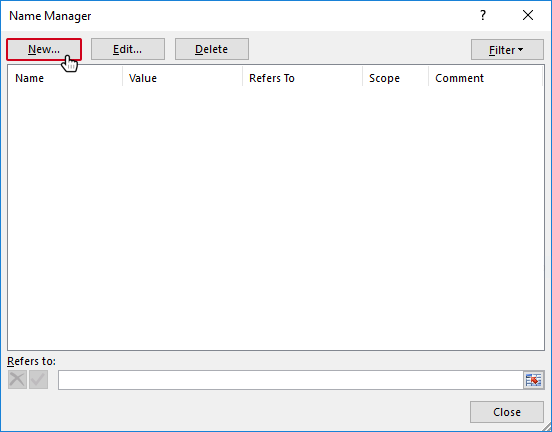 Name Manager
?
New... Edit... Delete Filter
Name Value Refers To Scope Comment
Refers to:
Close